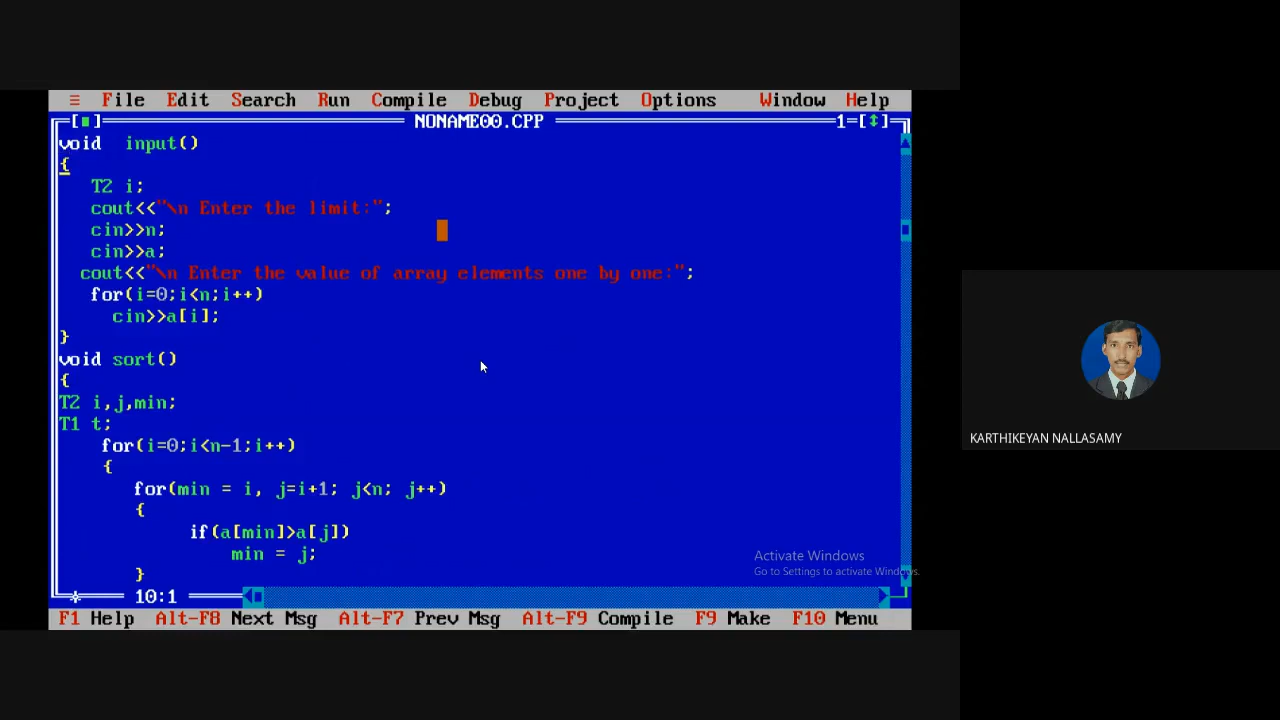 ≡ File Edit Search Run Compile Debug Project Options Window Help
[■] NONAME00.CPP 1=[↕]
void input()
{
T2 i;
cout<<"\n Enter the limit:";
cin>>n;
cin>>a;
cout<<"\n Enter the value of array elements one by one:";
for(i=0;i<n;i++)
cin>>a[i];
}
void sort()
{
T2 i,j,min;
T1 t;
for(i=0;i<n-1;i++)
{
for(min = i, j=i+1; j<n; j++)
{
if(a[min]>a[j])
min = j;
}
10:1
F1 Help Alt-F8 Next Msg Alt-F7 Prev Msg Alt-F9 Compile F9 Make F10 Menu
Activate Windows
Go to Settings to activate Windows.
KARTHIKEYAN NALLASAMY